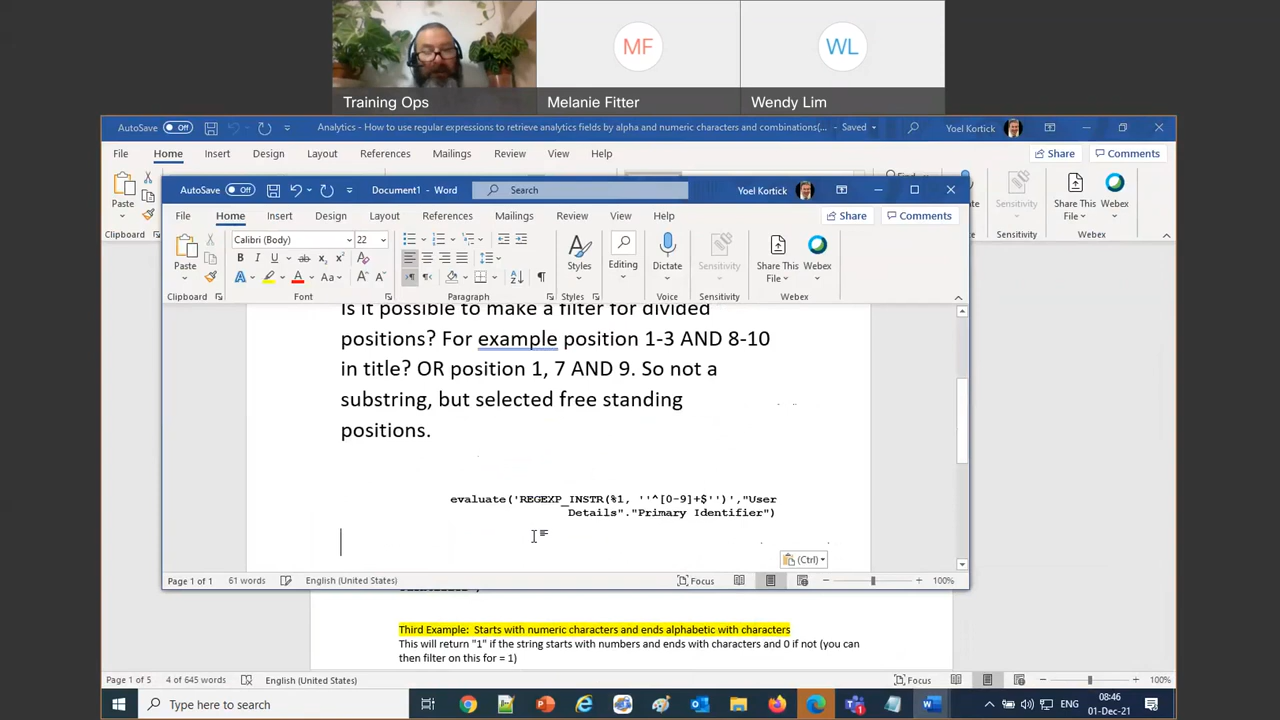 MF
WL
Training Ops
Melanie Fitter
Wendy Lim
AutoSave Off
Analytics - How to use regular expressions to retrieve analytics fields by alpha and numeric characters and combinations(... - Saved
Yoel Kortick
File Home Insert Design Layout References Mailings Review View Help
Share Comments
Paste
Clipboard
Share This File
Sensitivity
Webex
Sensitivity
Webex
AutoSave Off
Document1 - Word
Search
Yoel Kortick
File Home Insert Design Layout References Mailings Review View Help
Share Comments
Calibri (Body) 22
Paste
Styles
Editing
Dictate
Sensitivity
Share This File
Webex
Clipboard
Font
Paragraph
Styles
Voice
Sensitivity
Webex
Is it possible to make a filter for divided
positions? For example position 1-3 AND 8-10
in title? OR position 1, 7 AND 9. So not a
substring, but selected free standing
positions.
evaluate('REGEXP_INSTR(%1, ''^[0-9]+$'')',"User
Details"."Primary Identifier")
(Ctrl)
Page 1 of 1 61 words English (United States) Focus 100%
Third Example: Starts with numeric characters and ends alphabetic with characters
This will return "1" if the string starts with numbers and ends with characters and 0 if not (you can
then filter on this for = 1)
Page 1 of 5 4 of 645 words English (United States) Focus 100%
Type here to search
ENG
08:46
01-Dec-21